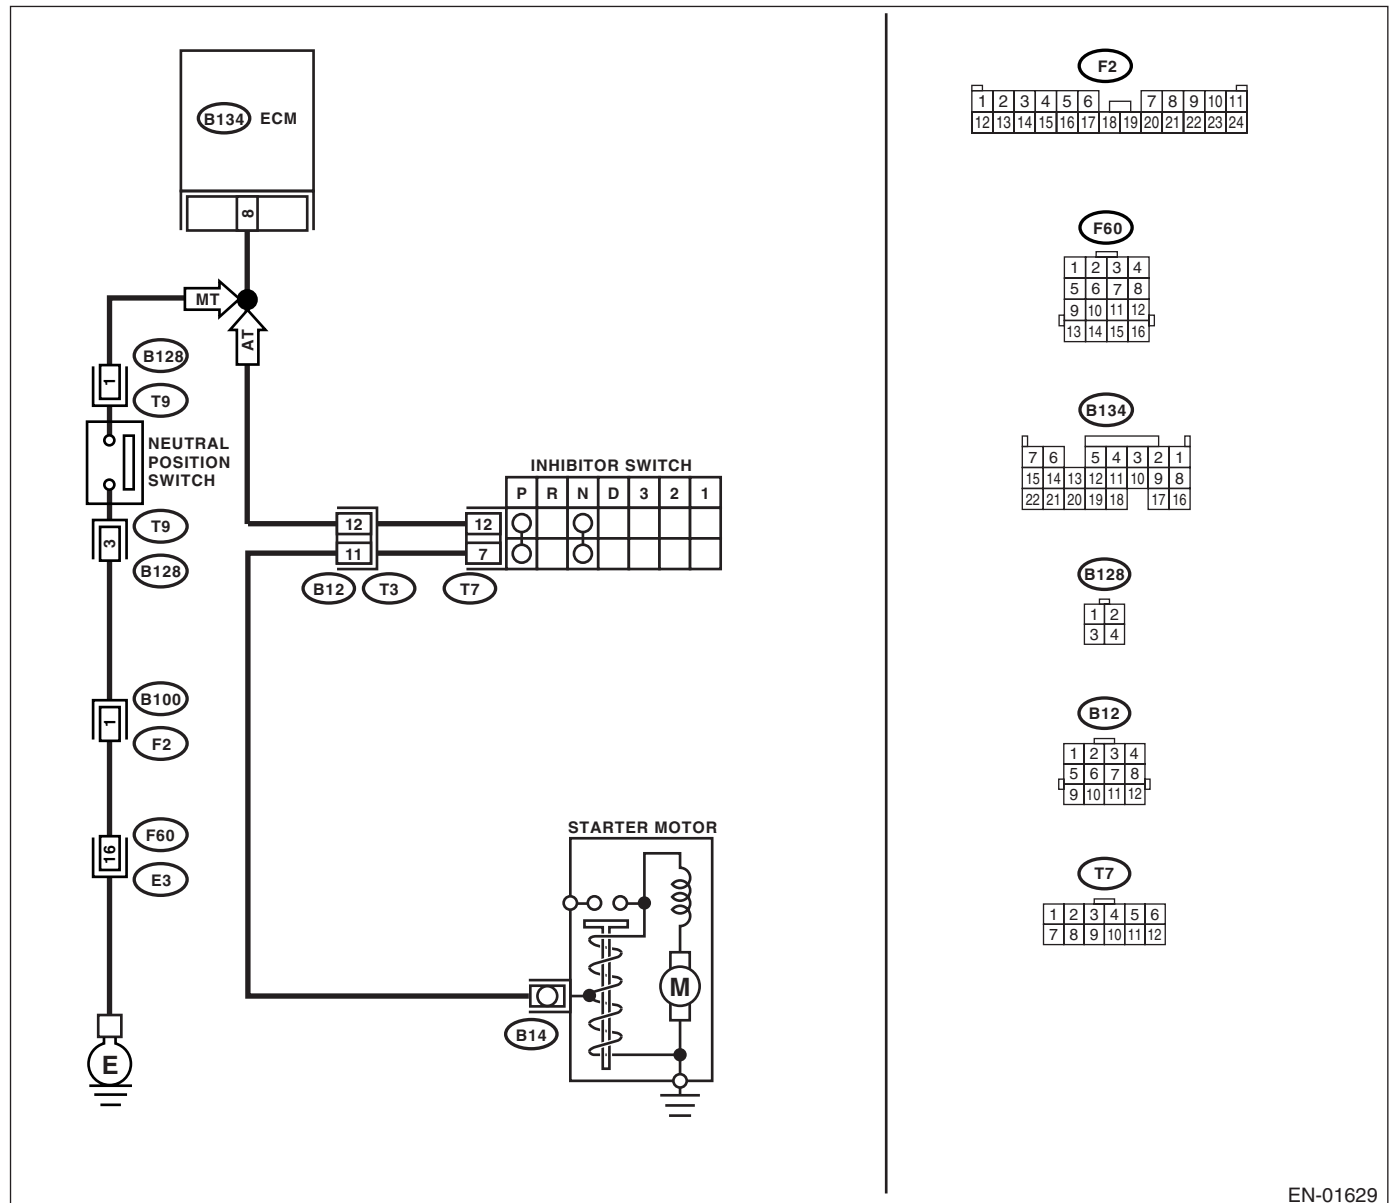 B134 ECM
8
MT
AT
B128
1
T9
NEUTRAL
POSITION
SWITCH
T9
3
B128
B100
1
F2
F60
16
E3
E
INHIBITOR SWITCH
P R N D 3 2 1
12 12
11 7
B12 T3 T7
STARTER MOTOR
M
B14
F2
1 2 3 4 5 6 7 8 9 10 11
12 13 14 15 16 17 18 19 20 21 22 23 24
F60
1 2 3 4
5 6 7 8
9 10 11 12
13 14 15 16
B134
7 6 5 4 3 2 1
15 14 13 12 11 10 9 8
22 21 20 19 18 17 16
B128
1 2
3 4
B12
1 2 3 4
5 6 7 8
9 10 11 12
T7
1 2 3 4 5 6
7 8 9 10 11 12
EN-01629